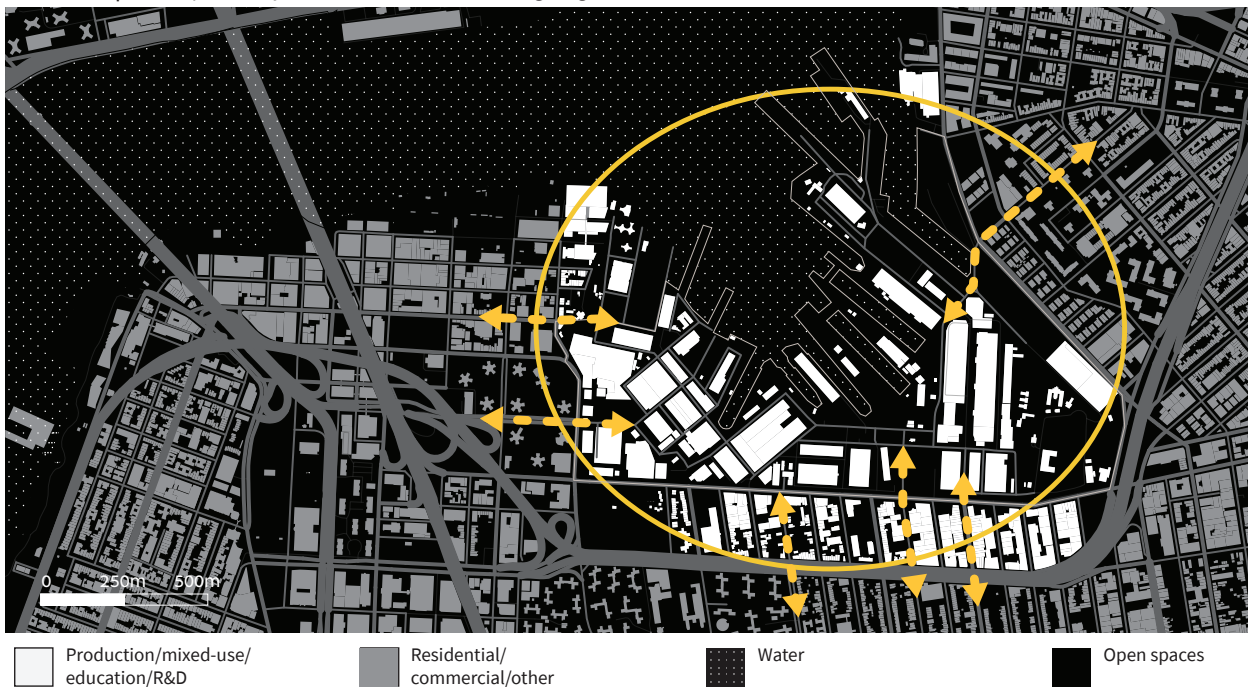 0 250m 500m
Production/mixed-use/
education/R&D
Residential/
commercial/other
Water
Open spaces